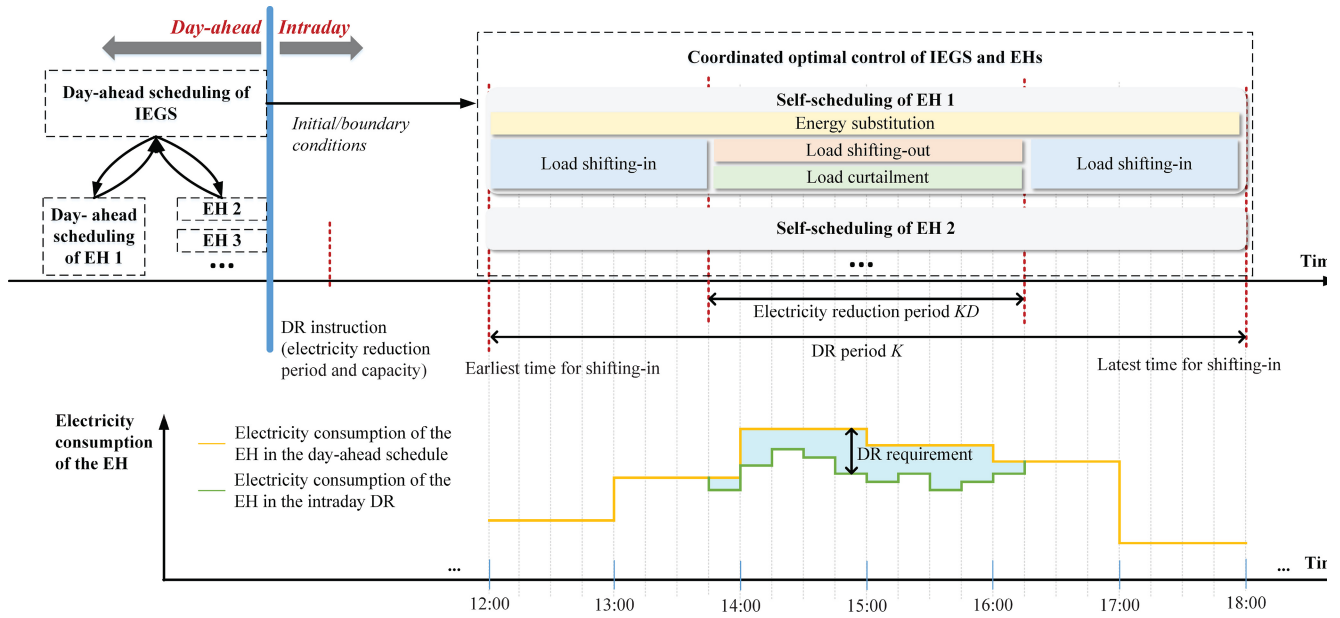 Day-ahead
Intraday
Day-ahead scheduling of
IEGS
Initial/boundary
conditions
Day- ahead
scheduling
of EH 1
EH 2
EH 3
...
Coordinated optimal control of IEGS and EHs
Self-scheduling of EH 1
Energy substitution
Load shifting-in
Load shifting-out
Load curtailment
Load shifting-in
Self-scheduling of EH 2
...
Tim
DR instruction
(electricity reduction
period and capacity)
Electricity reduction period KD
DR period K
Earliest time for shifting-in
Latest time for shifting-in
Electricity
consumption
of the EH
Electricity consumption of the
EH in the day-ahead schedule
Electricity consumption of the
EH in the intraday DR
DR requirement
...
...
Tim
12:00
13:00
14:00
15:00
16:00
17:00
18:00